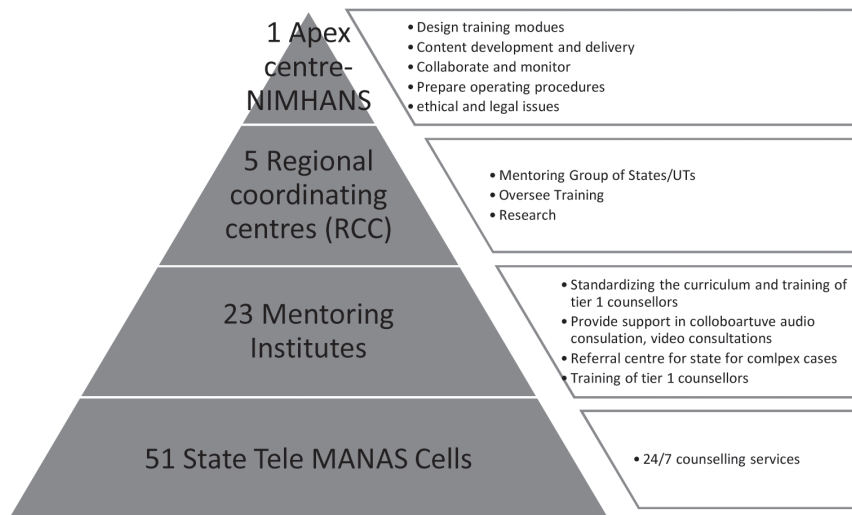 1 Apex
centre-
NIMHANS
• Design training modues
• Content development and delivery
• Collaborate and monitor
• Prepare operating procedures
• ethical and legal issues
5 Regional
coordinating
centres (RCC)
• Mentoring Group of States/UTs
• Oversee Training
• Research
23 Mentoring
Institutes
• Standardizing the curriculum and training of
tier 1 counsellors
• Provide support in colloboartuve audio
consulation, video consultations
• Referral centre for state for comlpex cases
• Training of tier 1 counsellors
51 State Tele MANAS Cells
• 24/7 counselling services